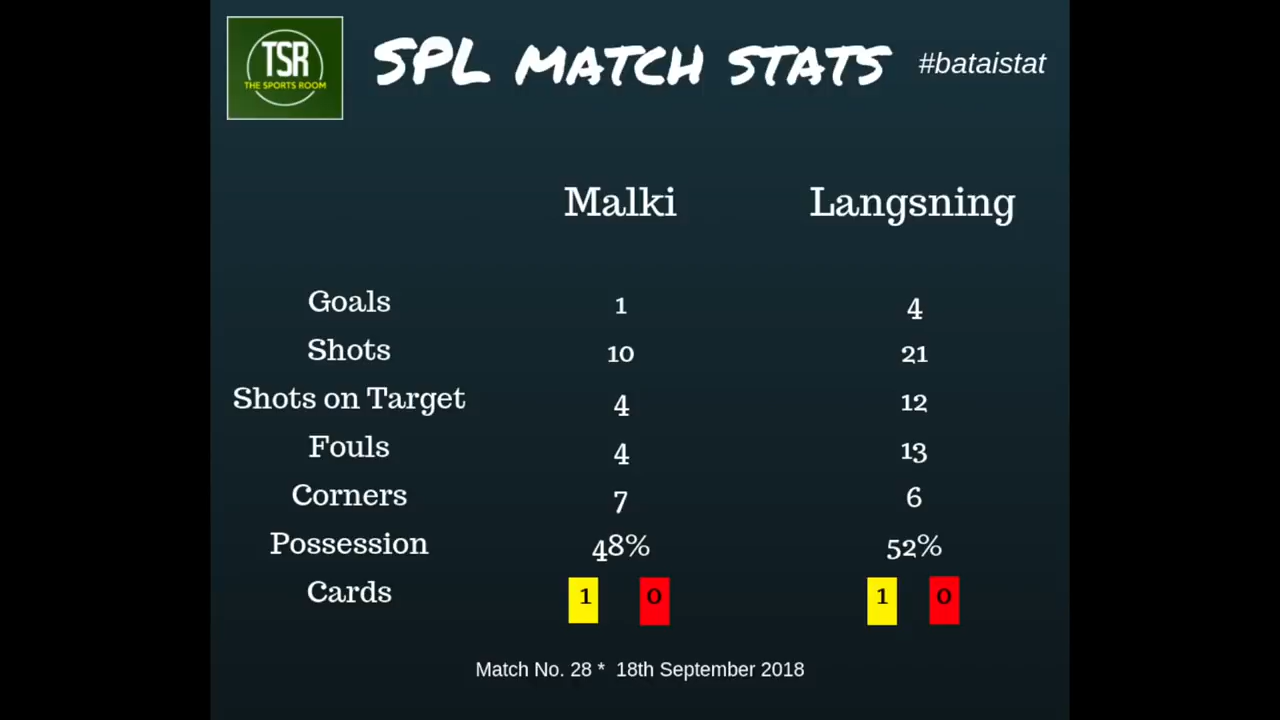 TSR
THE SPORTS ROOM
SPL MATCH STATS
#bataistat
Malki Langsning
Goals 1 4
Shots 10 21
Shots on Target 4 12
Fouls 4 13
Corners 7 6
Possession 48% 52%
Cards 1 0 1 0
Match No. 28 * 18th September 2018